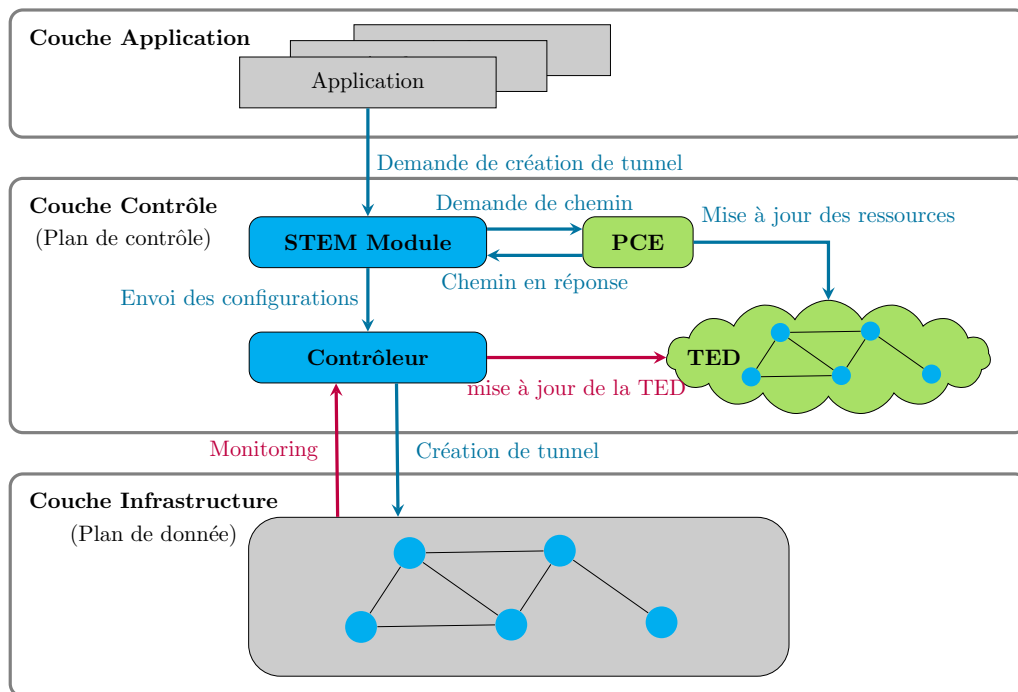 Couche Application
Application
Demande de création de tunnel
Couche Contrôle
(Plan de contrôle)
Demande de chemin
Mise à jour des ressources
STEM Module
PCE
Chemin en réponse
Envoi des configurations
Contrôleur
TED
mise à jour de la TED
Monitoring
Création de tunnel
Couche Infrastructure
(Plan de donnée)